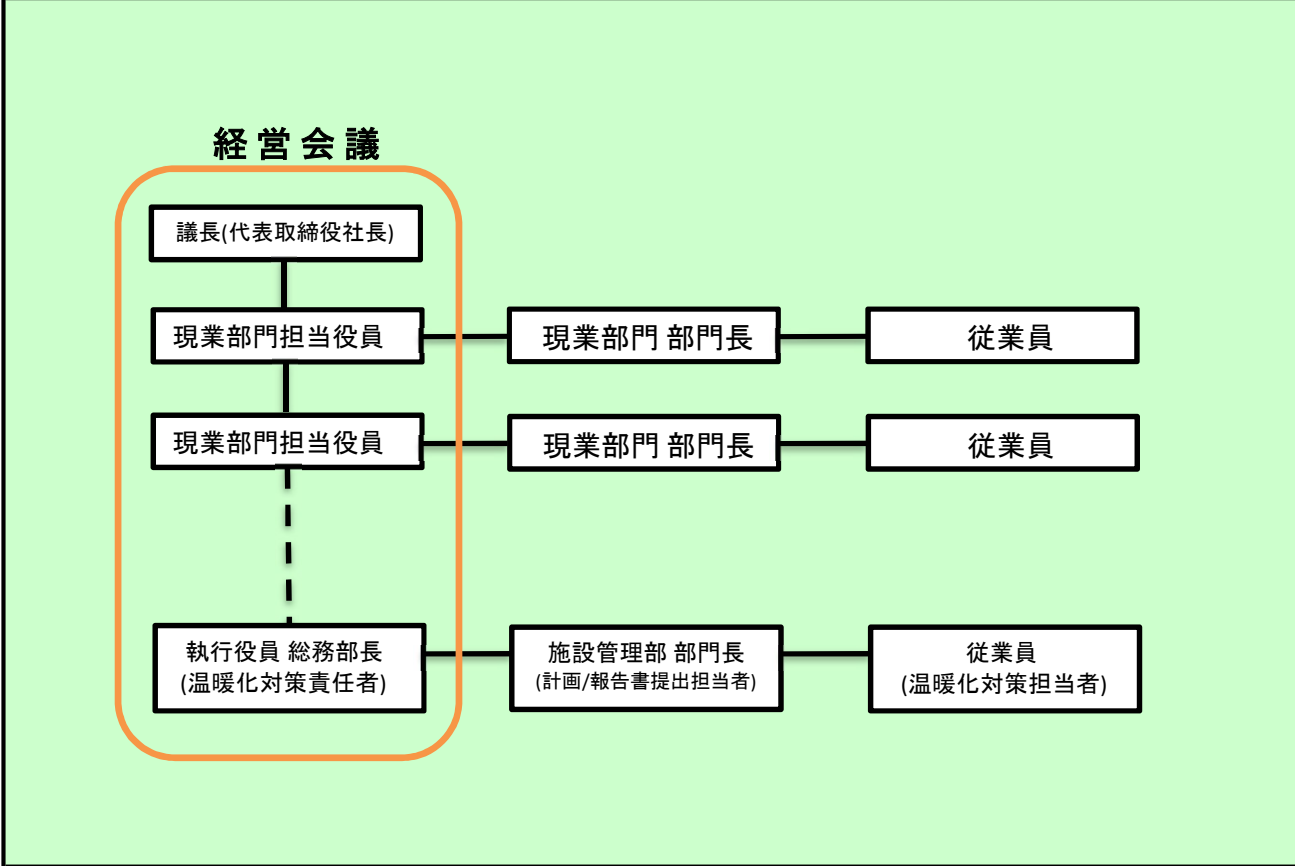 経営会議
議長(代表取締役社長)
現業部門担当役員
現業部門 部門長
従業員
現業部門担当役員
現業部門 部門長
従業員
執行役員 総務部長
(温暖化対策責任者)
施設管理部 部門長
(計画/報告書提出担当者)
従業員
(温暖化対策担当者)